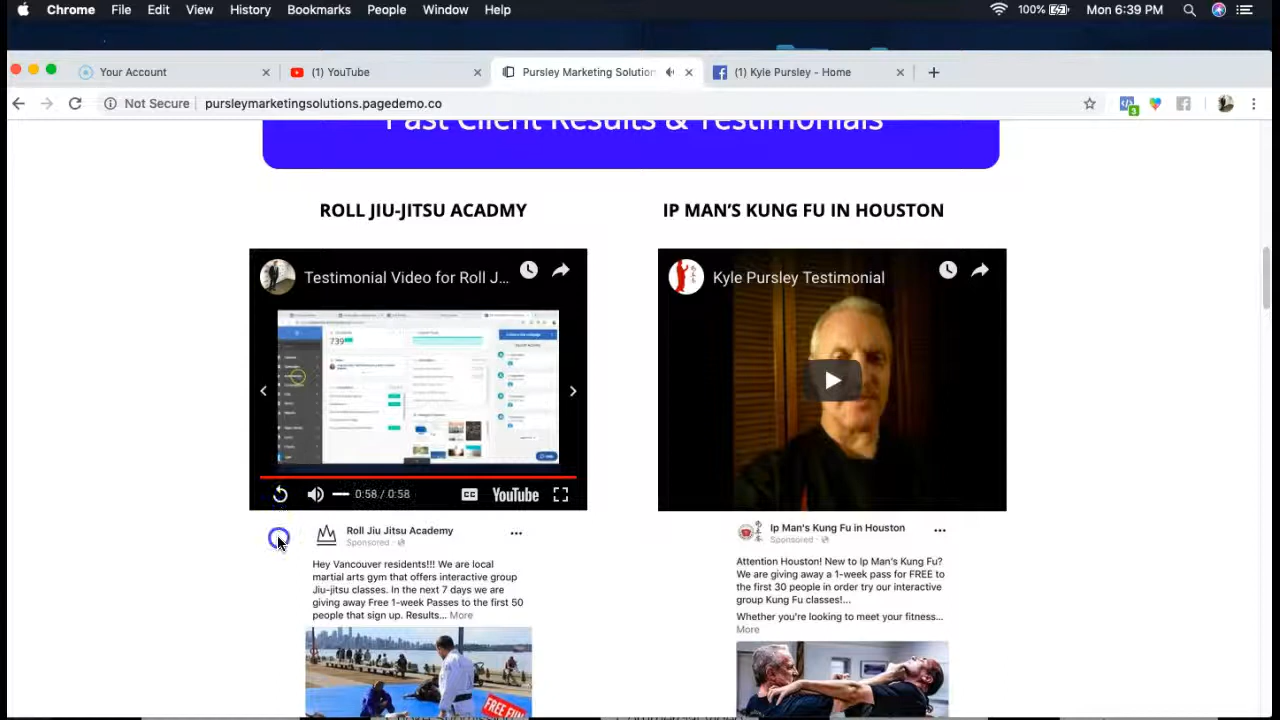 Chrome File Edit View History Bookmarks People Window Help 100% Mon 6:39 PM
Your Account (1) YouTube Pursley Marketing Solution (1) Kyle Pursley - Home
Not Secure pursleymarketingsolutions.pagedemo.co
3
Past Client Results & Testimonials
ROLL JIU-JITSU ACADMY
IP MAN'S KUNG FU IN HOUSTON
Testimonial Video for Roll J...
739
0:58 / 0:58 CC YouTube
Kyle Pursley Testimonial
Roll Jiu Jitsu Academy
Sponsored
Hey Vancouver residents!!! We are local
martial arts gym that offers interactive group
Jiu-jitsu classes. In the next 7 days we are
giving away Free 1-week Passes to the first 50
people that sign up. Results... More
FREE FUN
Ip Man's Kung Fu in Houston
Sponsored
Attention Houston! New to Ip Man's Kung Fu?
We are giving away a 1-week pass for FREE to
the first 30 people in order try our interactive
group Kung Fu classes!...
Whether you're looking to meet your fitness...
More